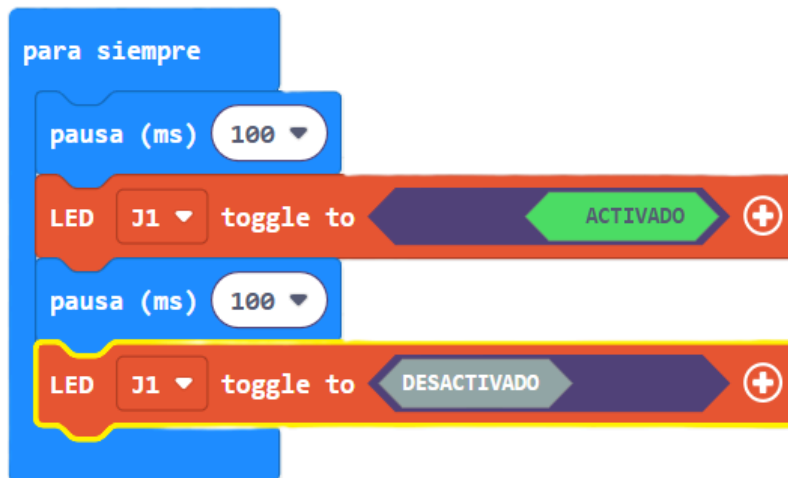 para siempre
pausa (ms) 100
LED J1 toggle to ACTIVADO
pausa (ms) 100
LED J1 toggle to DESACTIVADO